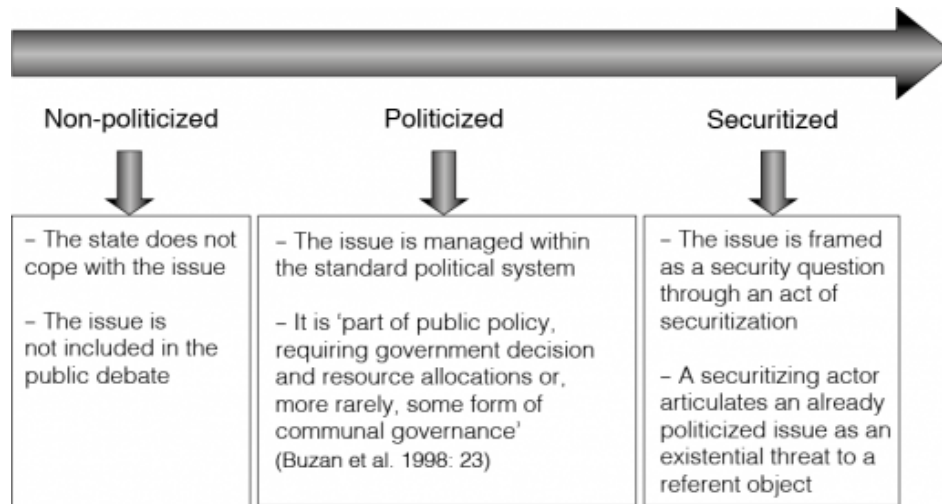 Non-politicized
Politicized
Securitized
– The state does not
cope with the issue
– The issue is
not included in the
public debate
– The issue is managed within
the standard political system
– It is ‘part of public policy,
requiring government decision
and resource allocations or,
more rarely, some form of
communal governance’
(Buzan et al. 1998: 23)
– The issue is framed
as a security question
through an act of
securitization
– A securitizing actor
articulates an already
politicized issue as an
existential threat to a
referent object